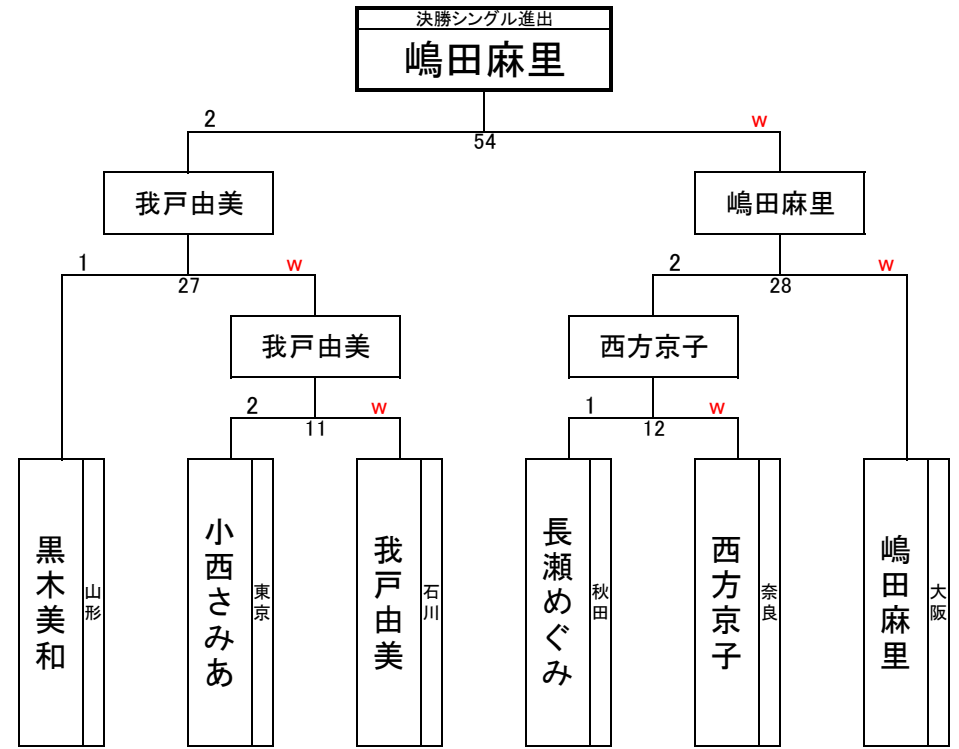 決勝シングル進出
嶋田麻里
2
w
54
我戸由美
嶋田麻里
1
w
27
2
w
28
我戸由美
西方京子
2
w
11
1
w
12
黒木美和
山形
小西さみあ
東京
我戸由美
石川
長瀬めぐみ
秋田
西方京子
奈良
嶋田麻里
大阪